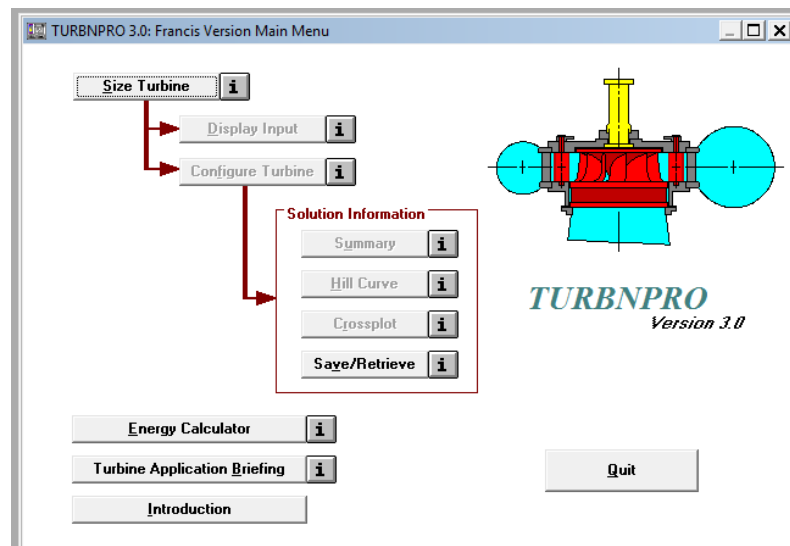 TURBNPRO 3.0: Francis Version Main Menu
Size Turbine i
Display Input i
Configure Turbine i
Solution Information
Summary i
Hill Curve i
Crossplot i
Save/Retrieve i
TURBNPRO
Version 3.0
Energy Calculator i
Turbine Application Briefing i
Introduction
Quit